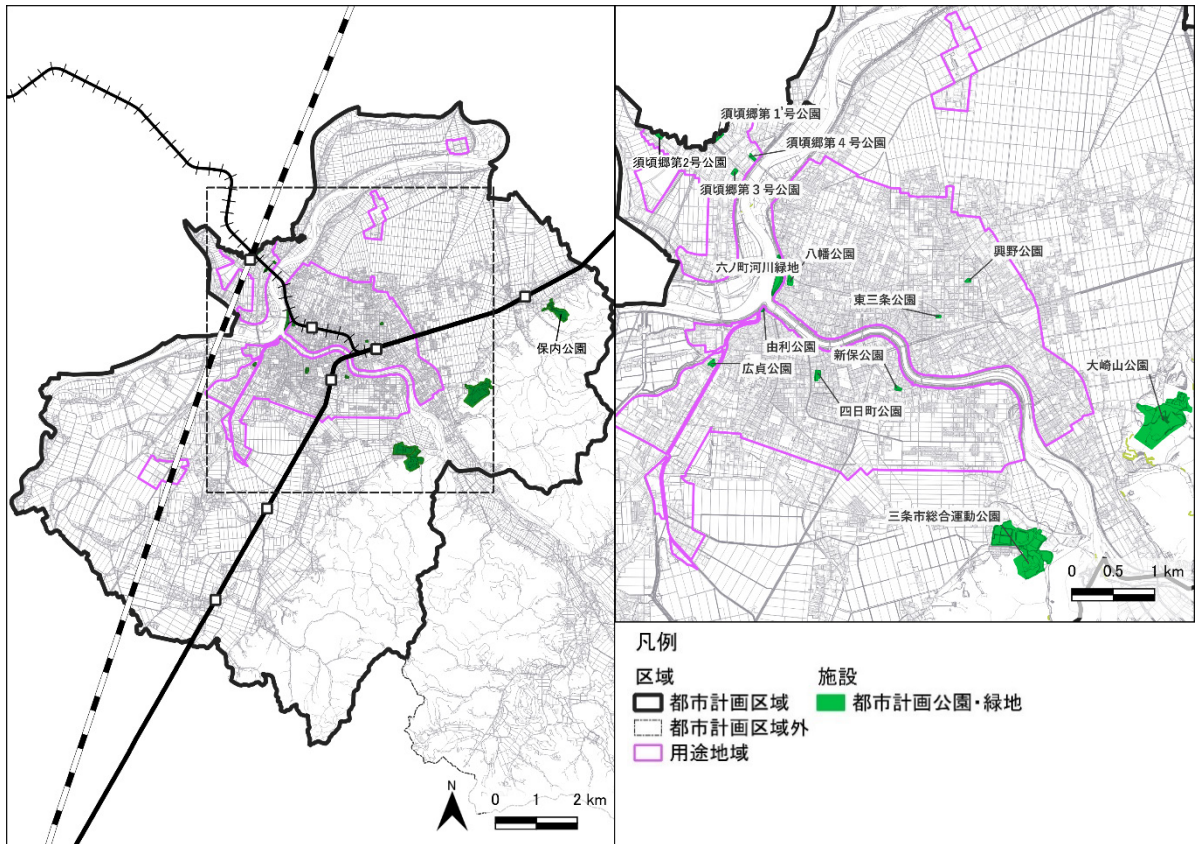 保内公園
N
0 1 2 km
須頃郷第1号公園
須頃郷第4号公園
須頃郷第2号公園
須頃郷第3号公園
八幡公園
六ノ町河川緑地
興野公園
東三条公園
由利公園
新保公園
広貞公園
大崎山公園
四日町公園
三条市総合運動公園
0 0.5 1 km
凡例
区域 施設
都市計画区域 都市計画公園・緑地
都市計画区域外
用途地域